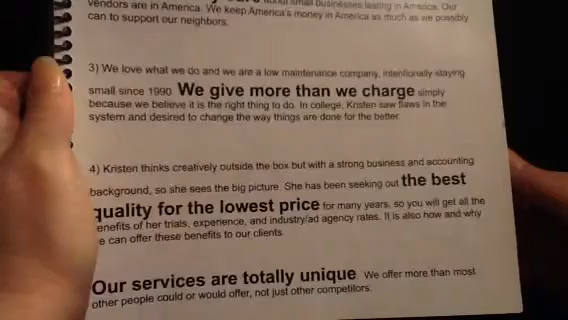 small businesses lasting in America. Our
vendors are in America. We keep America's money in America as much as we possibly
can to support our neighbors.
3) We love what we do and we are a low maintenance company, intentionally staying
small since 1990. We give more than we charge simply
because we believe it is the right thing to do. In college, Kristen saw flaws in the
system and desired to change the way things are done for the better.
4) Kristen thinks creatively outside the box but with a strong business and accounting
background, so she sees the big picture. She has been seeking out the best
quality for the lowest price for many years, so you will get all the
enefits of her trials, experience, and industry/ad agency rates. It is also how and why
e can offer these benefits to our clients.
Our services are totally unique. We offer more than most
other people could or would offer, not just other competitors.